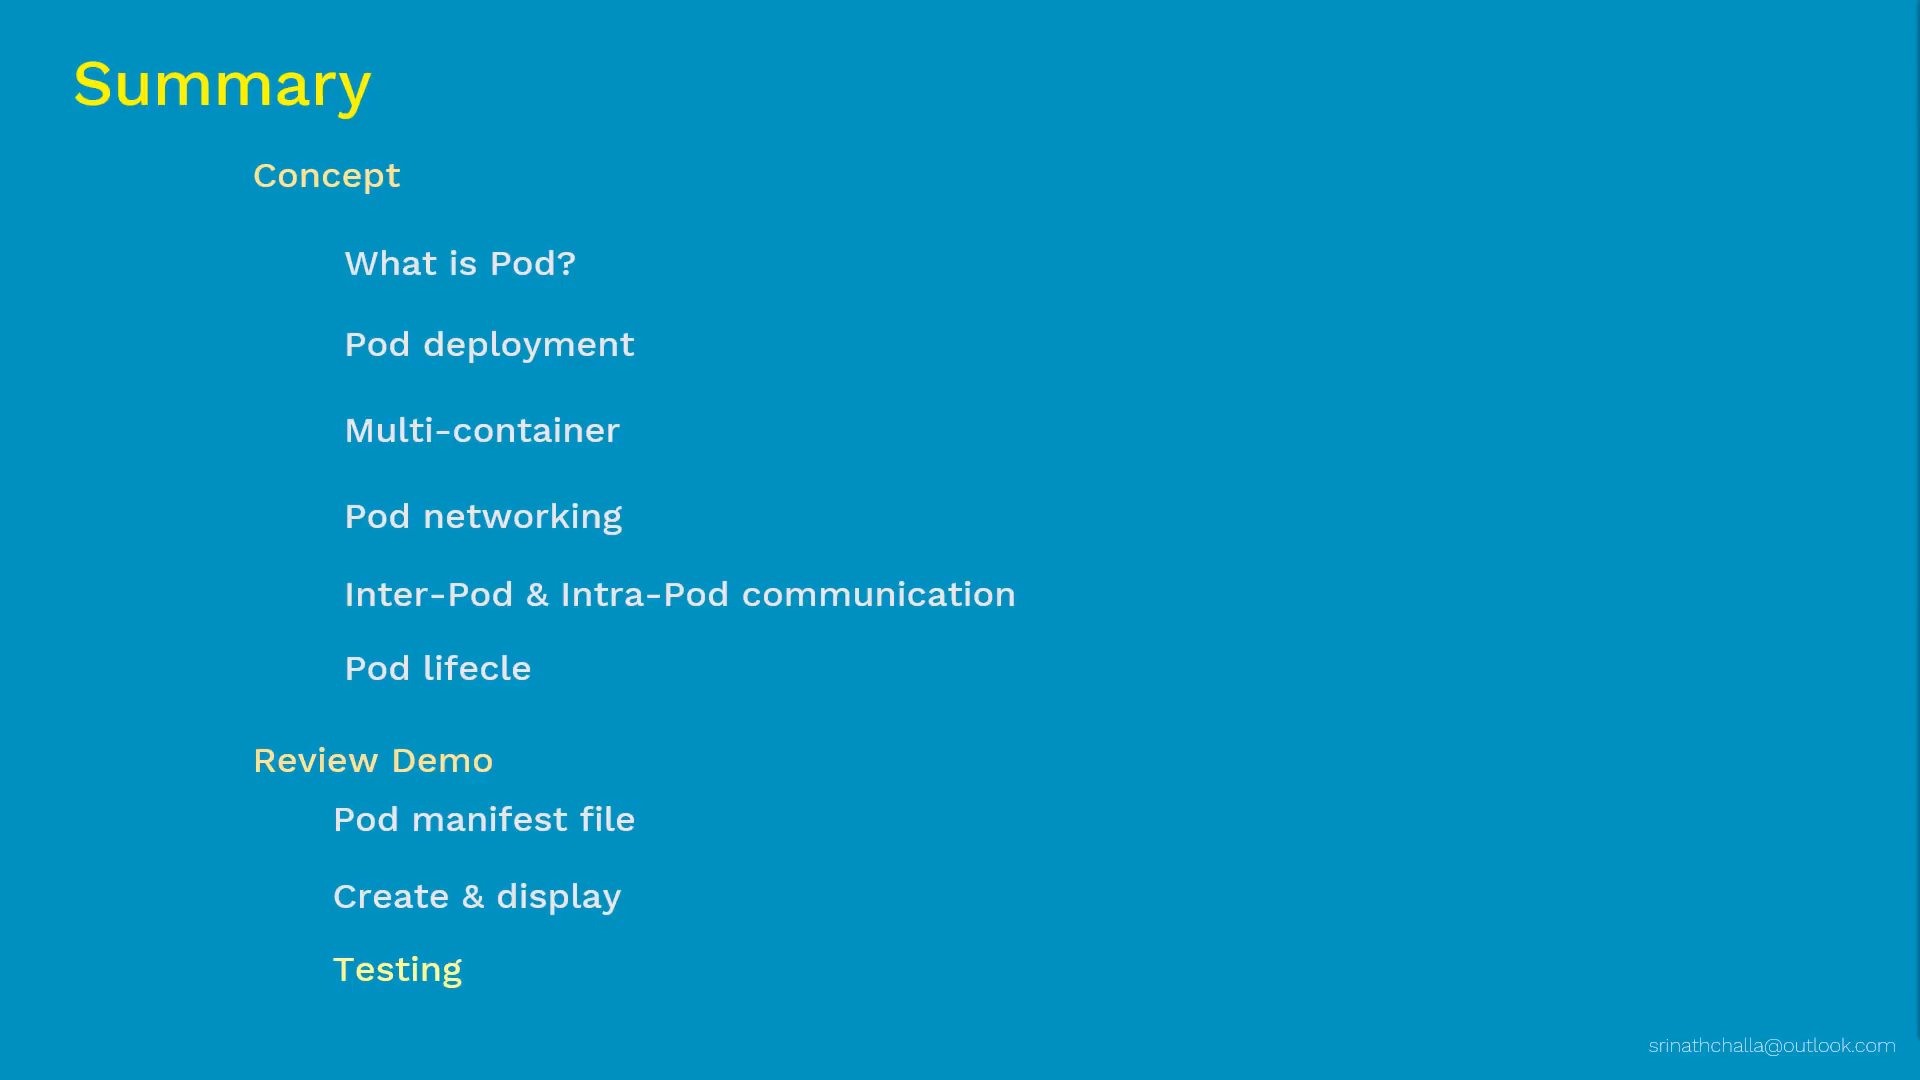 Summary
Concept
What is Pod?
Pod deployment
Multi-container
Pod networking
Inter-Pod & Intra-Pod communication
Pod lifecle
Review Demo
Pod manifest file
Create & display
Testing
srinathchalla@outlook.com